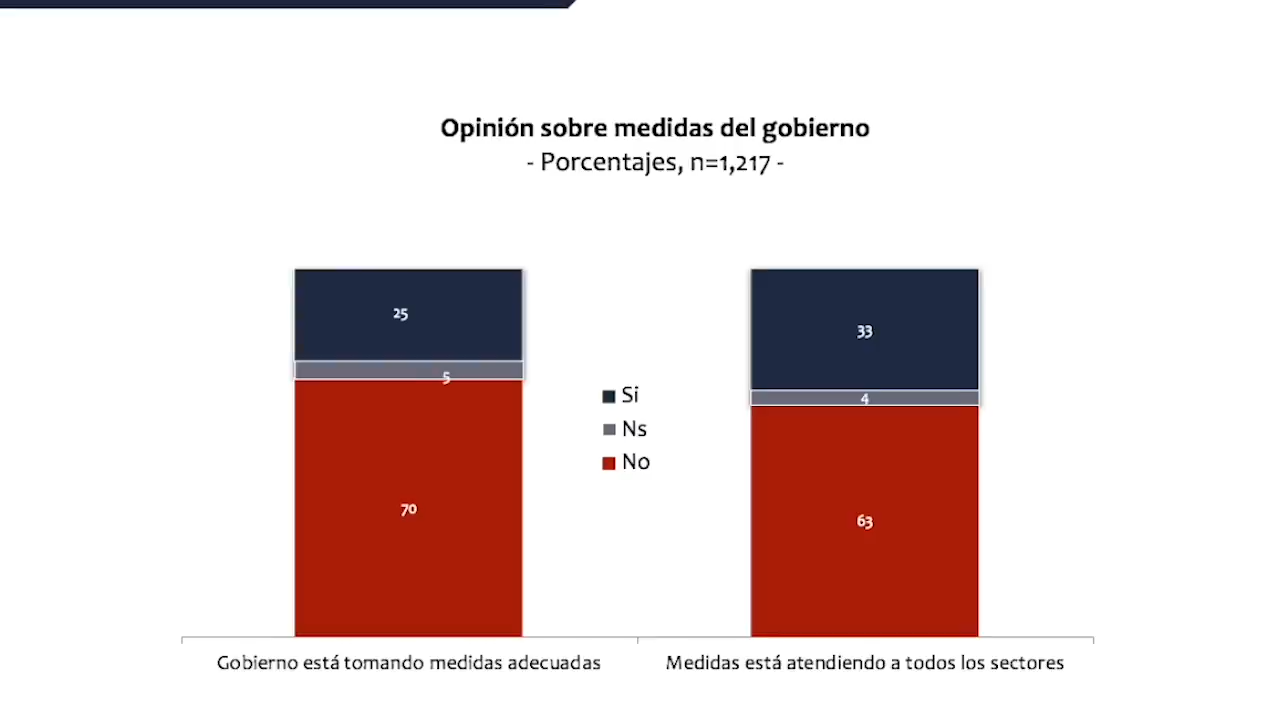 Opinión sobre medidas del gobierno
- Porcentajes, n=1,217 -
25
33
5
4
Si
Ns
No
70
63
Gobierno está tomando medidas adecuadas
Medidas está atendiendo a todos los sectores